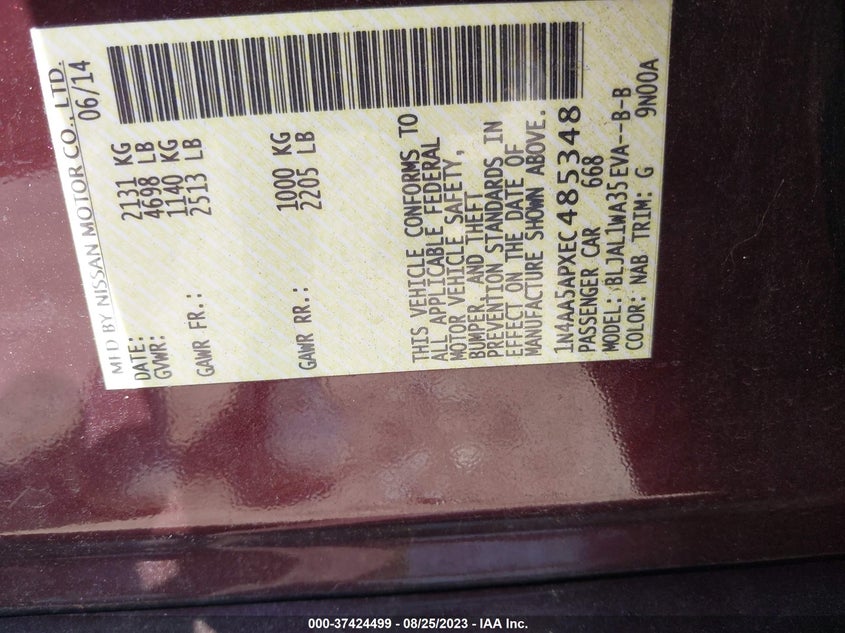 MFD BY NISSAN MOTOR CO., LTD.
DATE: 06/14
GVWR: 2131 KG
4698 LB
GAWR FR.: 1140 KG
2513 LB
GAWR RR.: 1000 KG
2205 LB
THIS VEHICLE CONFORMS TO
ALL APPLICABLE FEDERAL
MOTOR VEHICLE SAFETY,
BUMPER, AND THEFT
PREVENTION STANDARDS IN
EFFECT ON THE DATE OF
MANUFACTURE SHOWN ABOVE.
1N4AA5APXEC485348
PASSENGER CAR 668
MODEL: BLJAL1WA35EVA--B-B
COLOR: NAB TRIM: G 9N00A
000-37424499 - 08/25/2023 - IAA Inc.